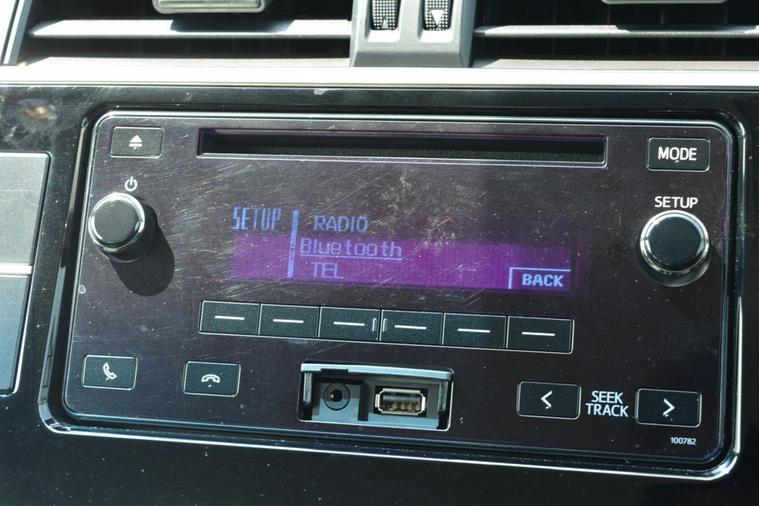 MODE
SETUP
SETUP
RADIO
Bluetooth
TEL
BACK
SEEK
TRACK
100782